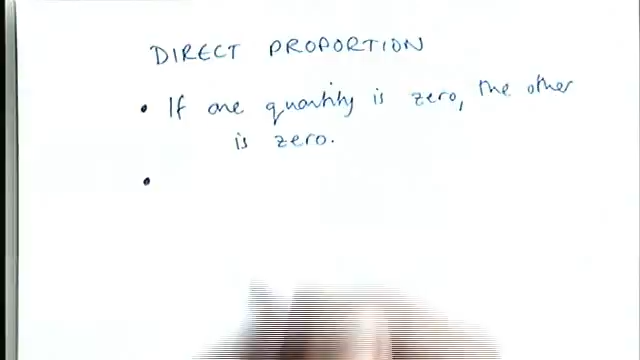 DIRECT PROPORTION
• If one quantity is zero, the other
is zero.
•